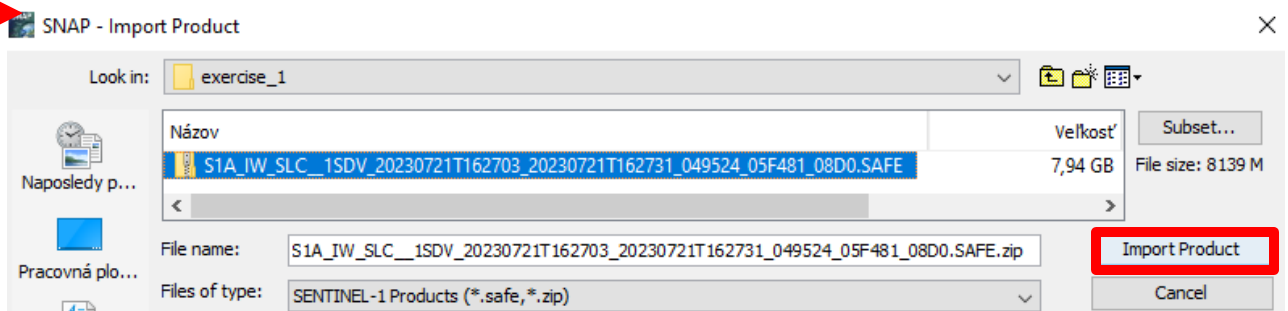 SNAP - Import Product
Look in: exercise_1
Názov Veľkosť Subset...
S1A_IW_SLC__1SDV_20230721T162703_20230721T162731_049524_05F481_08D0.SAFE 7,94 GB File size: 8139 M
Naposledy p...
File name: S1A_IW_SLC__1SDV_20230721T162703_20230721T162731_049524_05F481_08D0.SAFE.zip Import Product
Pracovná plo...
Files of type: SENTINEL-1 Products (*.safe,*.zip) Cancel